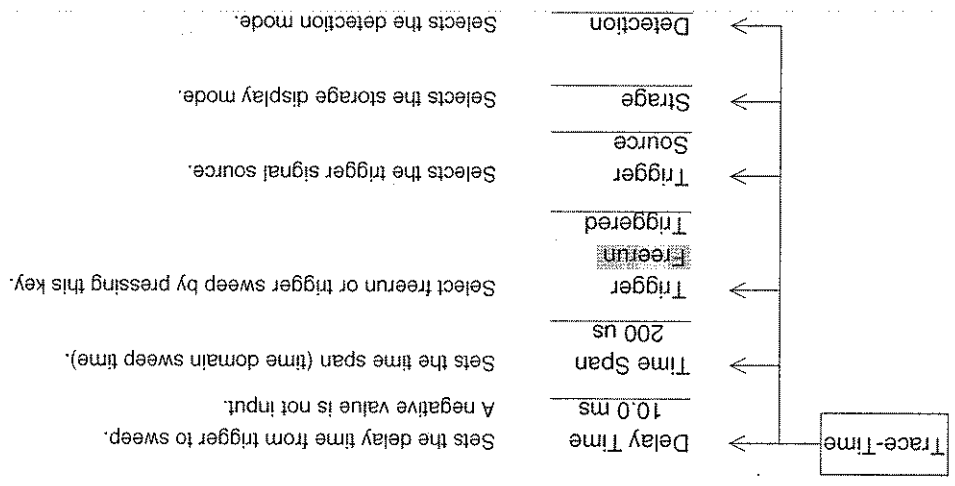 Trace-Time
Delay Time Sets the delay time from trigger to sweep.
10.0 ms A negative value is not input.
Time Span Sets the time span (time domain sweep time).
200 us
Trigger Select freerun or trigger sweep by pressing this key.
Freerun
Triggered
Trigger Selects the trigger signal source.
Source
Strage Selects the storage display mode.
Detection Selects the detection mode.